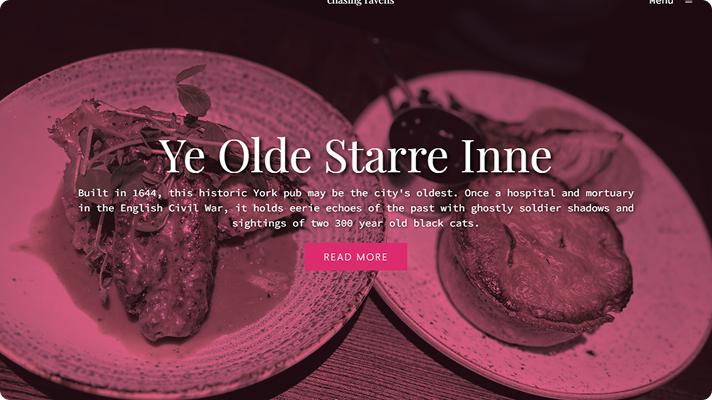 Chasing Ravens
Menu
Ye Olde Starre Inne
Built in 1644, this historic York pub may be the city's oldest. Once a hospital and mortuary
in the English Civil War, it holds eerie echoes of the past with ghostly soldier shadows and
sightings of two 300 year old black cats.
READ MORE